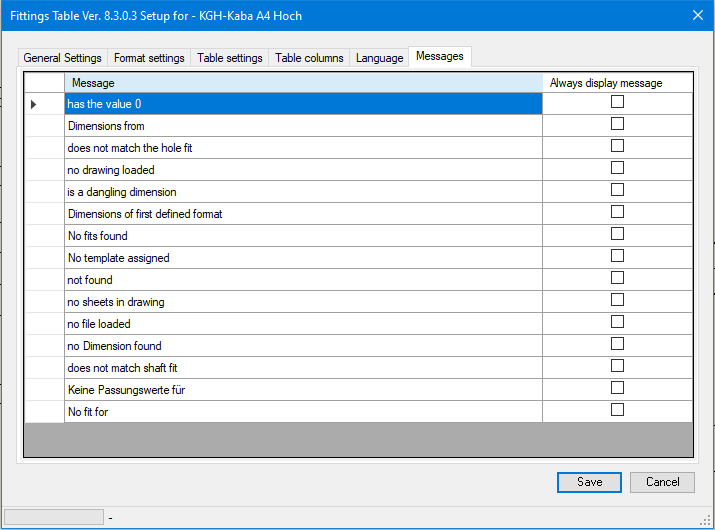 Fittings Table Ver. 8.3.0.3 Setup for - KGH-Kaba A4 Hoch
General Settings Format settings Table settings Table columns Language Messages
Message Always display message
has the value 0
Dimensions from
does not match the hole fit
no drawing loaded
is a dangling dimension
Dimensions of first defined format
No fits found
No template assigned
not found
no sheets in drawing
no file loaded
no Dimension found
does not match shaft fit
Keine Passungswerte für
No fit for
Save Cancel
-